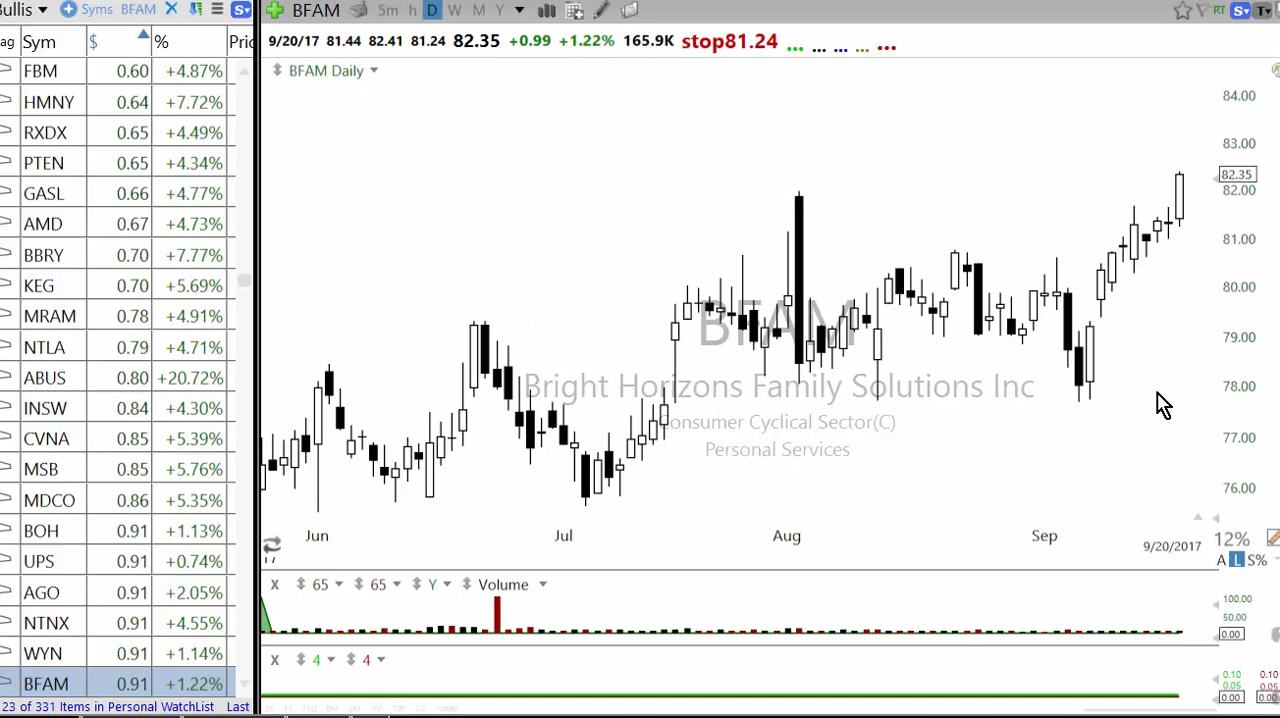 Bullis Syms BFAM
ag Sym $ % Pric
FBM 0.60 +4.87%
HMNY 0.64 +7.72%
RXDX 0.65 +4.49%
PTEN 0.65 +4.34%
GASL 0.66 +4.77%
AMD 0.67 +4.73%
BBRY 0.70 +7.77%
KEG 0.70 +5.69%
MRAM 0.78 +4.91%
NTLA 0.79 +4.71%
ABUS 0.80 +20.72%
INSW 0.84 +4.30%
CVNA 0.85 +5.39%
MSB 0.85 +5.76%
MDCO 0.86 +5.35%
BOH 0.91 +1.13%
UPS 0.91 +0.74%
AGO 0.91 +2.05%
NTNX 0.91 +4.55%
WYN 0.91 +1.14%
BFAM 0.91 +1.22%
23 of 331 Items in Personal WatchList Last
BFAM 5m h D W M Y RT S T
9/20/17 81.44 82.41 81.24 82.35 +0.99 +1.22% 165.9K stop81.24
BFAM Daily
84.00
83.00
82.35
82.00
81.00
80.00
79.00
78.00
77.00
76.00
BFAM
Bright Horizons Family Solutions Inc
Consumer Cyclical Sector(C)
Personal Services
Jun Jul Aug Sep 9/20/2017
12%
A L S%
X 65 65 Y Volume
100.00
50.00
0.00
X 4 4
0.10 0.10
0.05 0.05
0.00 0.00